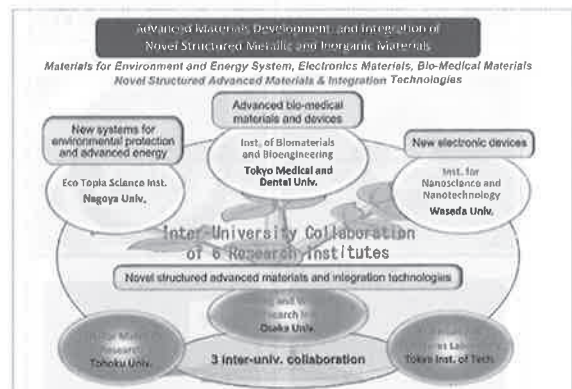 Advanced Materials Development and Integration of
Novel Structured Metallic and Inorganic Materials
Materials for Environment and Energy System, Electronics Materials, Bio-Medical Materials
Novel Structured Advanced Materials & Integration Technologies
Advanced bio-medical
materials and devices
New systems for
environmental protection
and advanced energy
New electronic devices
Inst. of Biomaterials
and Bioengineering
Tokyo Medical and
Dental Univ.
Eco Topia Science Inst.
Nagoya Univ.
Inst. for
Nanoscience and
Nanotechnology
Waseda Univ.
Inter-University Collaboration
of 6 Research Institutes
Novel structured advanced materials and integration technologies
and
Research
Osaka Univ.
for
Research
Tohoku Univ.
Tokyo Inst. of Tech.
3 inter-univ. collaboration